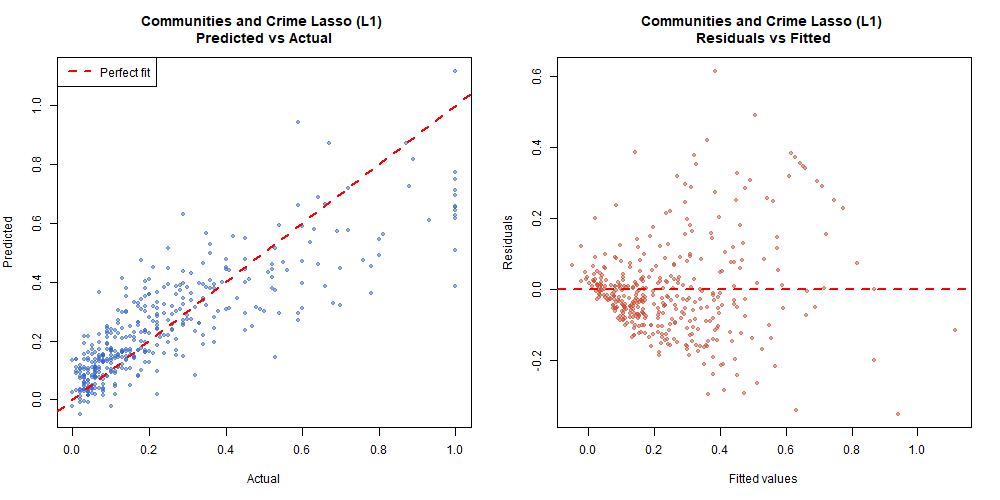 Communities and Crime Lasso (L1)
Predicted vs Actual
Perfect fit
Predicted
0.0
0.2
0.4
0.6
0.8
1.0
0.0 0.2 0.4 0.6 0.8 1.0
Actual
Communities and Crime Lasso (L1)
Residuals vs Fitted
Residuals
-0.2
0.0
0.2
0.4
0.6
0.0 0.2 0.4 0.6 0.8 1.0
Fitted values